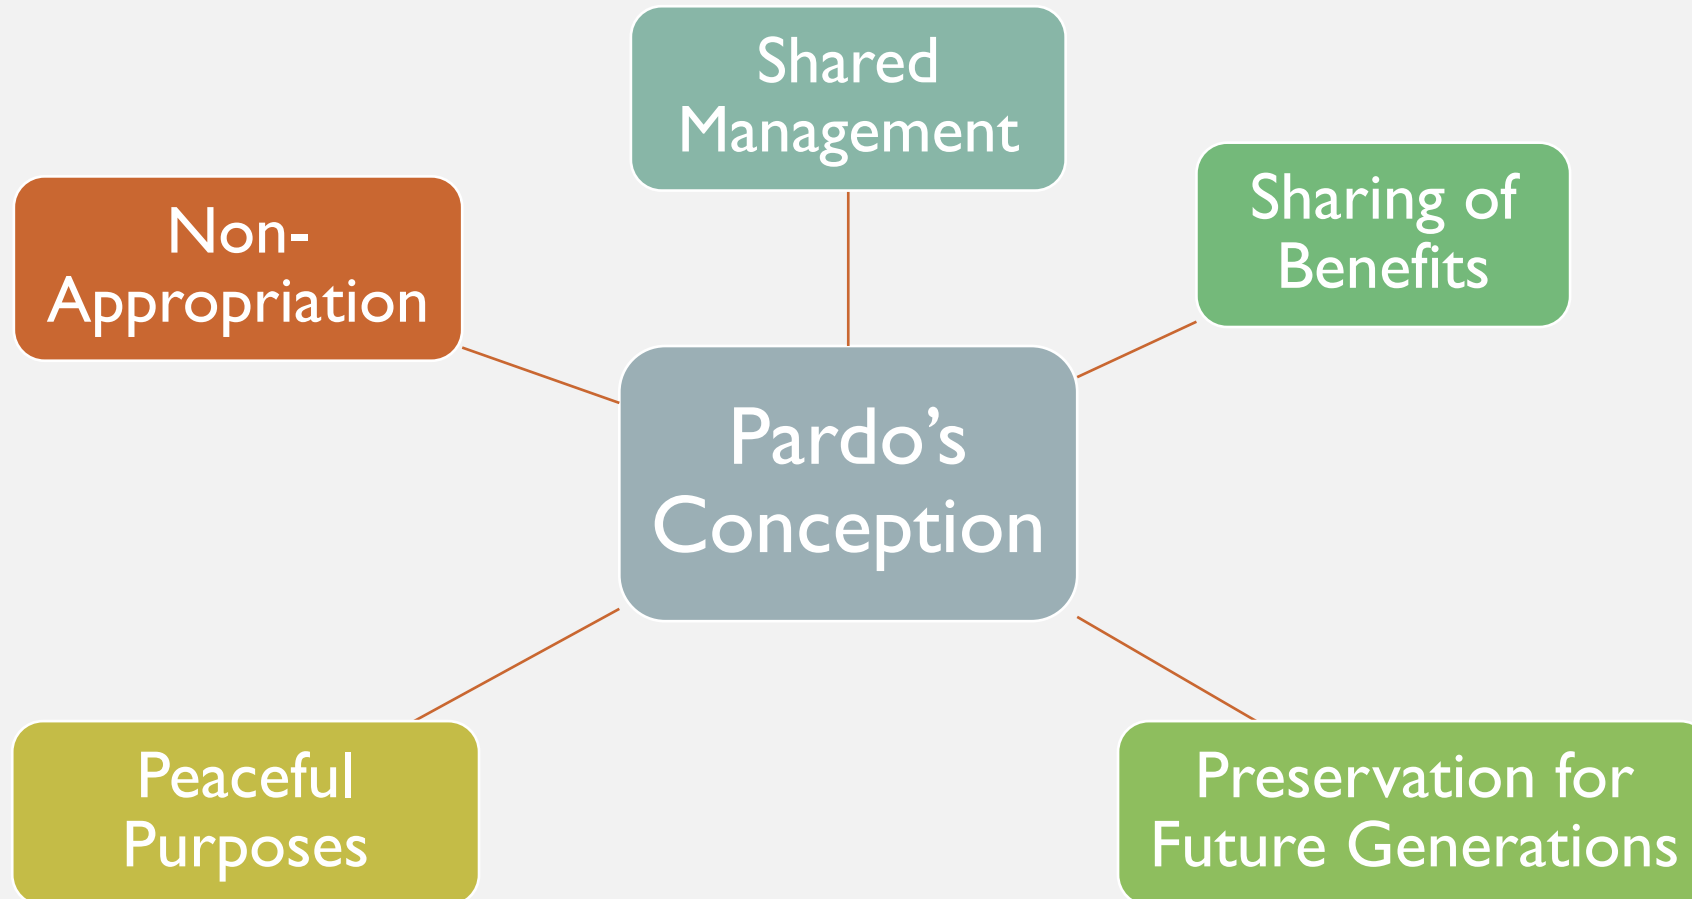 Shared
Management
Sharing of
Benefits
Non-
Appropriation
Pardo’s
Conception
Peaceful
Purposes
Preservation for
Future Generations